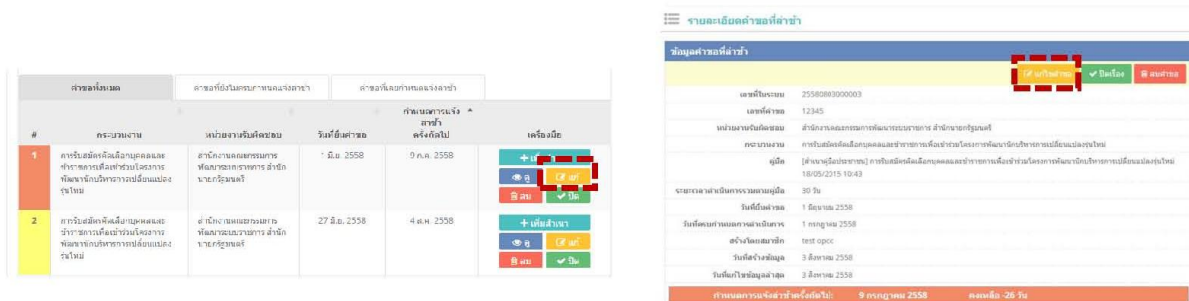 คำขอทั้งหมด
คำขอที่ยังไม่ครบกำหนดแจ้งล่าช้า
คำขอที่เลยกำหนดแจ้งล่าช้า
#
กระบวนงาน
หน่วยงานรับผิดชอบ
วันที่ยื่นคำขอ
กำหนดการแจ้ง
ล่าช้า
ครั้งถัดไป
เครื่องมือ
1
การรับสมัครคัดเลือกบุคคลและ
ข้าราชการเพื่อเข้าร่วมโครงการ
พัฒนานักบริหารการเปลี่ยนแปลง
รุ่นใหม่
สำนักงานคณะกรรมการ
พัฒนาระบบราชการ สำนัก
นายกรัฐมนตรี
1 มิ.ย. 2558
9 ก.ค. 2558
ดู
แก้
ลบ
ปิด
2
การรับสมัครคัดเลือกบุคคลและ
ข้าราชการเพื่อเข้าร่วมโครงการ
พัฒนานักบริหารการเปลี่ยนแปลง
รุ่นใหม่
สำนักงานคณะกรรมการ
พัฒนาระบบราชการ สำนัก
นายกรัฐมนตรี
27 มิ.ย. 2558
4 ส.ค. 2558
+ เพิ่มสำเนา
ดู
แก้
ลบ
ปิด
รายละเอียดคำขอที่ล่าช้า
ข้อมูลคำขอที่ล่าช้า
แก้ไขคำขอ
ปิดเรื่อง
ลบคำขอ
เลขที่ในระบบ 25580803000003
เลขที่คำขอ 12345
หน่วยงานรับผิดชอบ สำนักงานคณะกรรมการพัฒนาระบบราชการ สำนักนายกรัฐมนตรี
กระบวนงาน การรับสมัครคัดเลือกบุคคลและข้าราชการเพื่อเข้าร่วมโครงการพัฒนานักบริหารการเปลี่ยนแปลงรุ่นใหม่
คู่มือ [สำเนาคู่มือประชาชน] การรับสมัครคัดเลือกบุคคลและข้าราชการเพื่อเข้าร่วมโครงการพัฒนานักบริหารการเปลี่ยนแปลงรุ่นใหม่
18/05/2315 10:43
ระยะเวลาดำเนินการรวมตามคู่มือ 30 วัน
วันที่ยื่นคำขอ 1 มิถุนายน 2558
วันที่ครบกำหนดการดำเนินการ 1 กรกฎาคม 2558
สร้างโดยสมาชิก test opcc
วันที่สร้างข้อมูล 3 สิงหาคม 2558
วันที่แก้ไขข้อมูลล่าสุด 3 สิงหาคม 2558
กำหนดการแจ้งล่าช้าครั้งถัดไป: 9 กรกฎาคม 2558 คงเหลือ -26 วัน